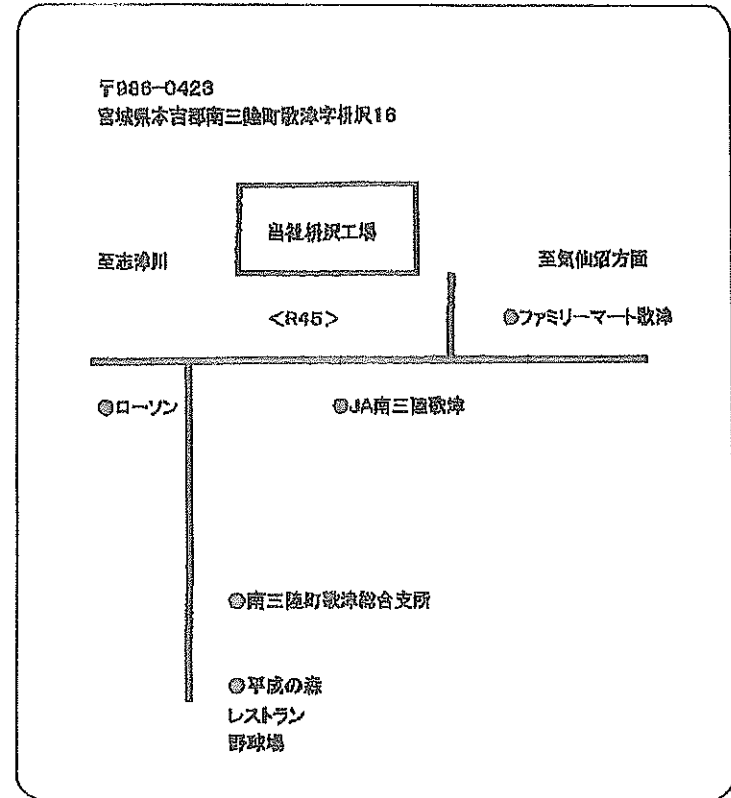 〒986-0423
宮城県本吉郡南三陸町歌津字枡沢16
当社枡沢工場
至志津川
至気仙沼方面
<R45>
◎ファミリーマート歌津
◎ローソン
◎JA南三陸歌津
◎南三陸町歌津総合支所
◎平成の森
レストラン
野球場